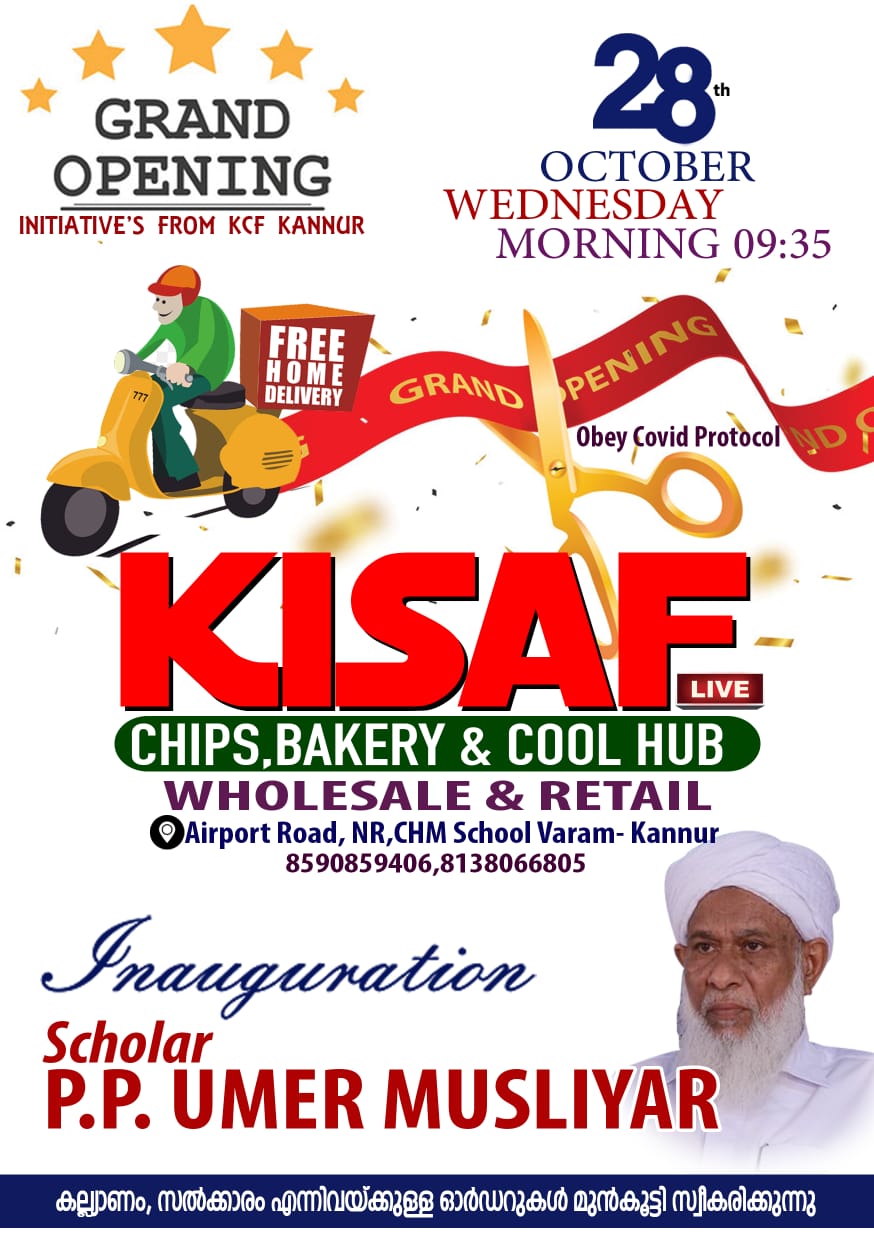 GRAND
OPENING
INITIATIVE'S FROM KCF KANNUR
28th
OCTOBER
WEDNESDAY
MORNING 09:35
FREE
HOME
DELIVERY
777
GRAND OPENING
ND O
Obey Covid Protocol
KISAF
LIVE
CHIPS,BAKERY & COOL HUB
WHOLESALE & RETAIL
Airport Road, NR,CHM School Varam- Kannur
8590859406,8138066805
Inauguration
Scholar
P.P. UMER MUSLIYAR
കല്ല്യാണം, സൽക്കാരം എന്നിവയ്ക്കുള്ള ഓർഡറുകൾ മുൻകൂട്ടി സ്വീകരിക്കുന്നു